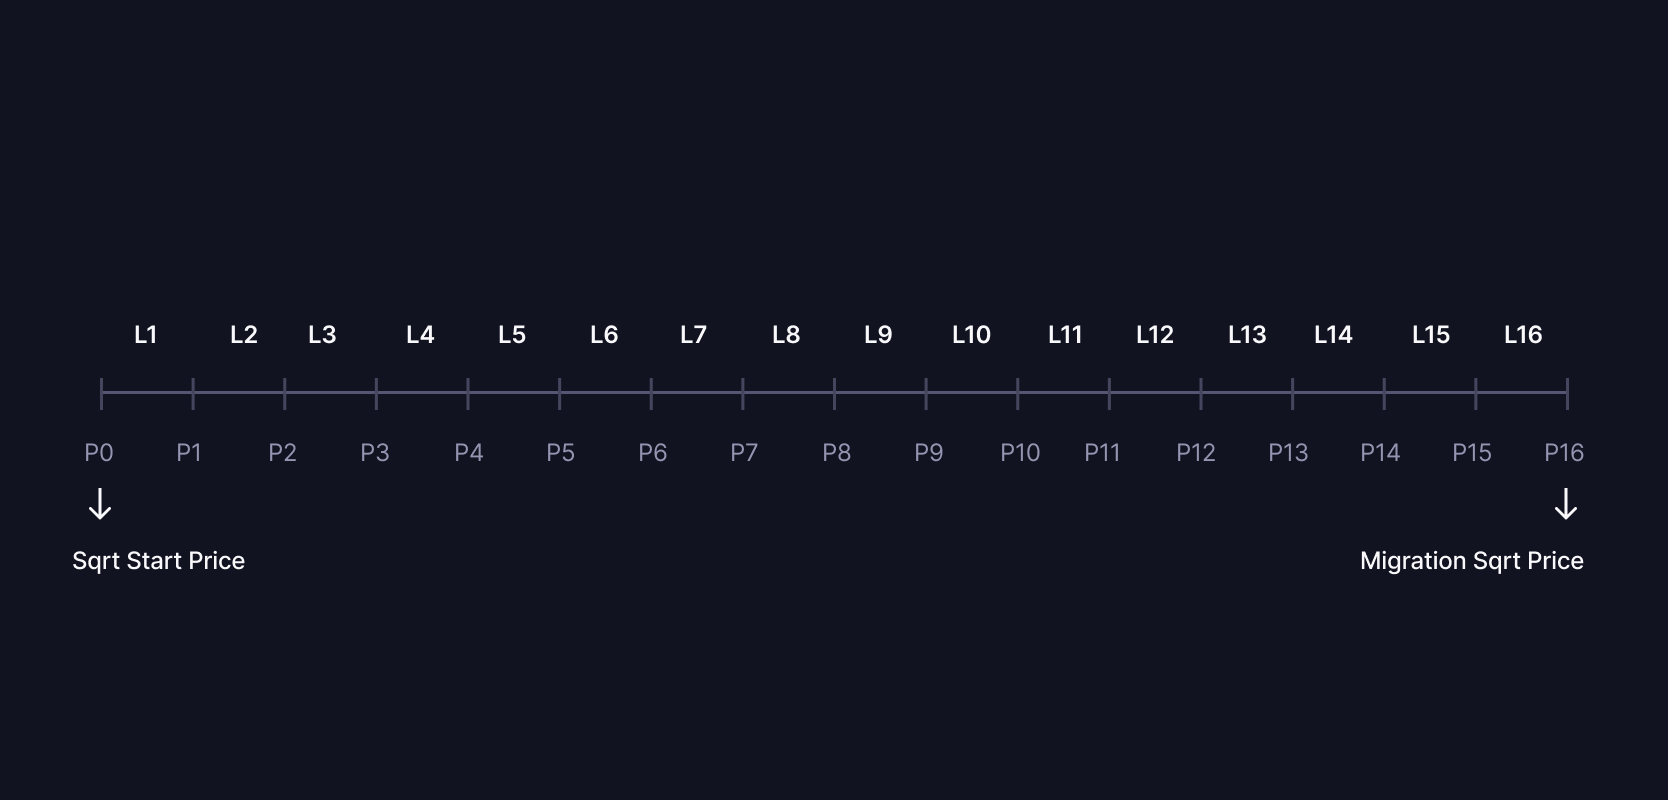 L1 L2 L3 L4 L5 L6 L7 L8 L9 L10 L11 L12 L13 L14 L15 L16
P0 P1 P2 P3 P4 P5 P6 P7 P8 P9 P10 P11 P12 P13 P14 P15 P16
Sqrt Start Price Migration Sqrt Price